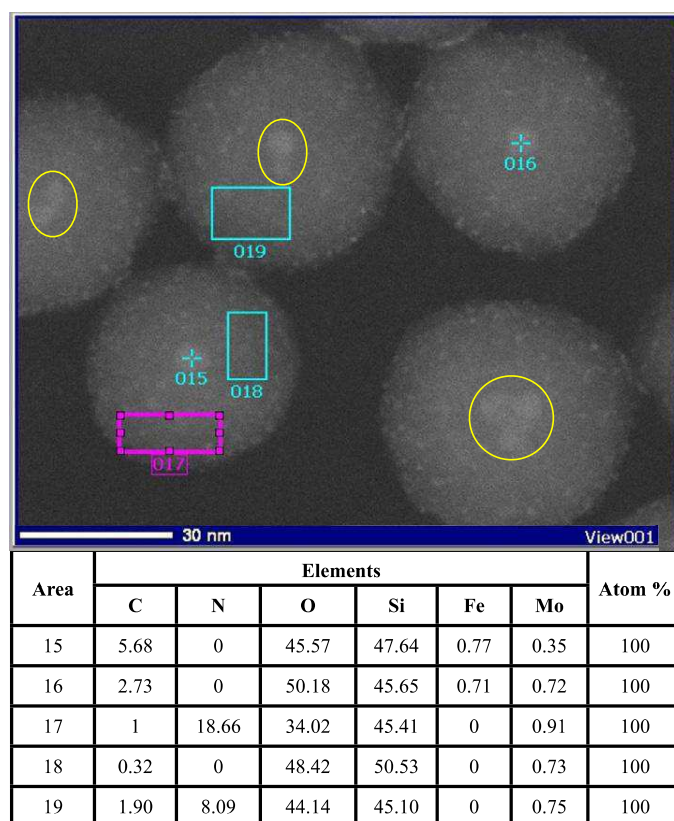 016
019
015
018
017
30 nm View001
Area Elements Atom %
C N O Si Fe Mo
15 5.68 0 45.57 47.64 0.77 0.35 100
16 2.73 0 50.18 45.65 0.71 0.72 100
17 1 18.66 34.02 45.41 0 0.91 100
18 0.32 0 48.42 50.53 0 0.73 100
19 1.90 8.09 44.14 45.10 0 0.75 100